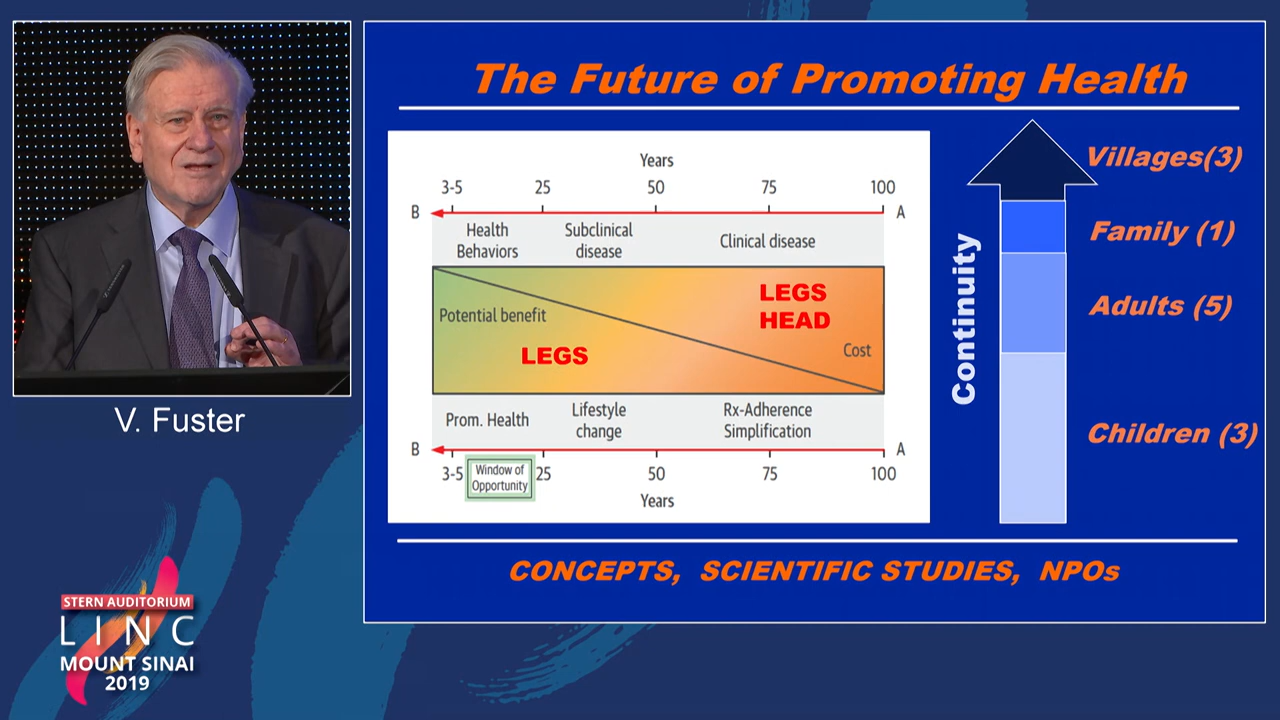 The Future of Promoting Health
Years
3-5 25 50 75 100
B A
Health
Behaviors
Subclinical
disease
Clinical disease
Potential benefit
LEGS
LEGS
HEAD
Cost
Prom. Health
Lifestyle
change
Rx-Adherence
Simplification
B A
3-5 25 50 75 100
Window of
Opportunity
Years
Continuity
Villages(3)
Family (1)
Adults (5)
Children (3)
CONCEPTS, SCIENTIFIC STUDIES, NPOs
V. Fuster
STERN AUDITORIUM
LINC
MOUNT SINAI
2019